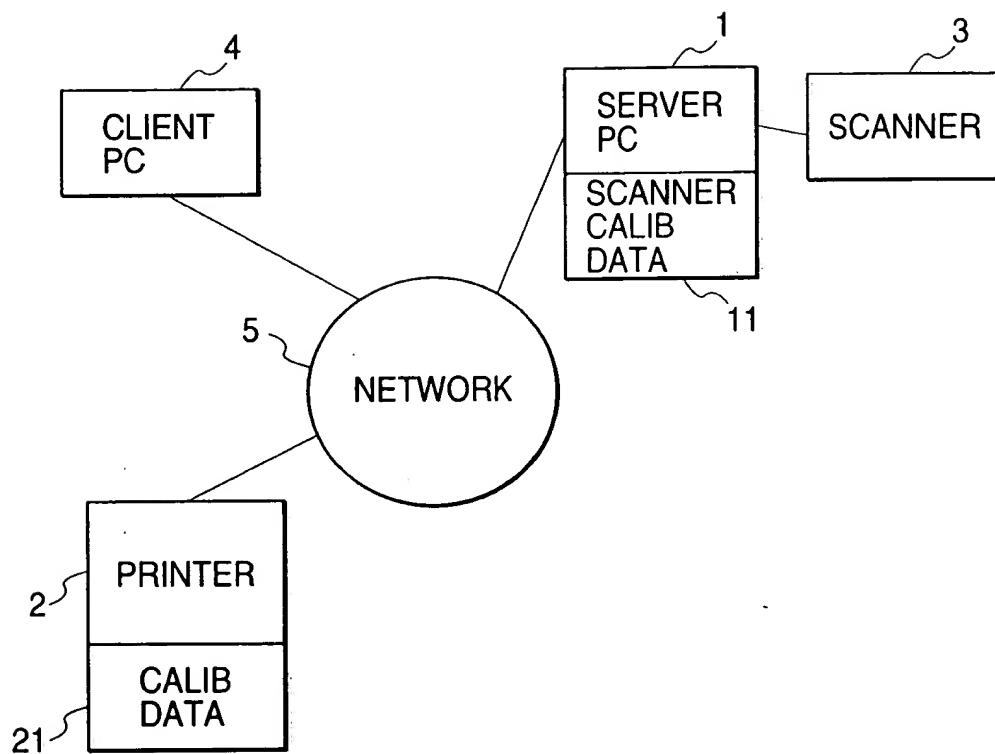 4
CLIENT
PC
1
SERVER
PC
SCANNER
CALIB
DATA
11
3
SCANNER
5
NETWORK
2
PRINTER
21
CALIB
DATA